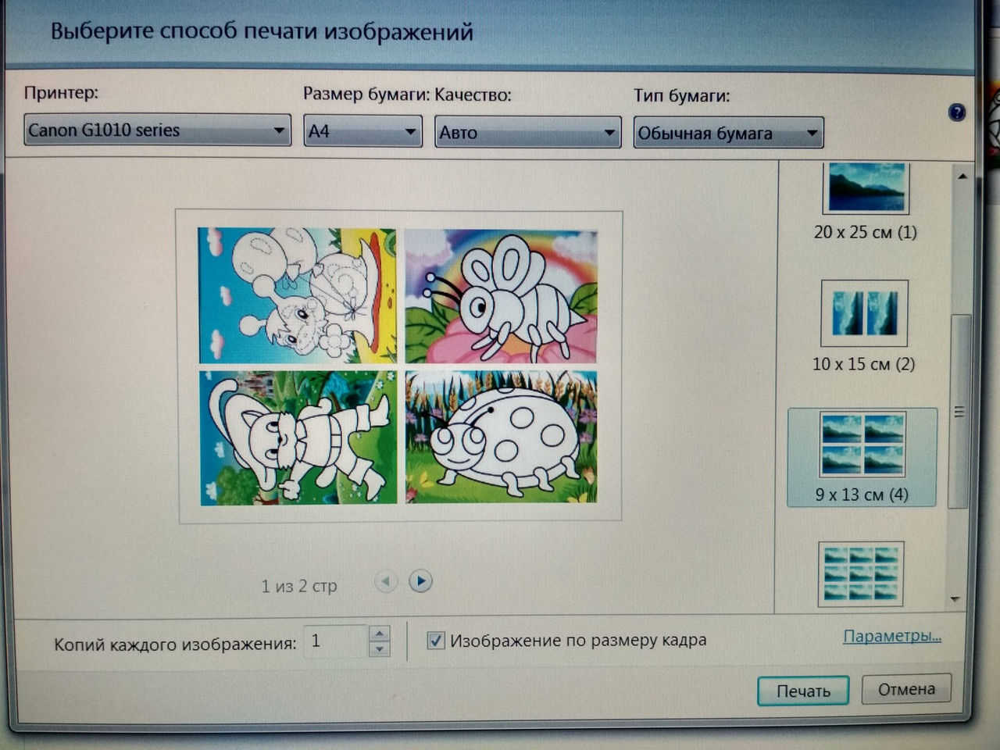 Выберите способ печати изображений
Принтер:
Размер бумаги:
Качество:
Тип бумаги:
Canon G1010 series
A4
Авто
Обычная бумага
20 x 25 см (1)
10 x 15 см (2)
9 x 13 см (4)
1 из 2 стр
Копий каждого изображения:
1
Изображение по размеру кадра
Параметры...
Печать
Отмена